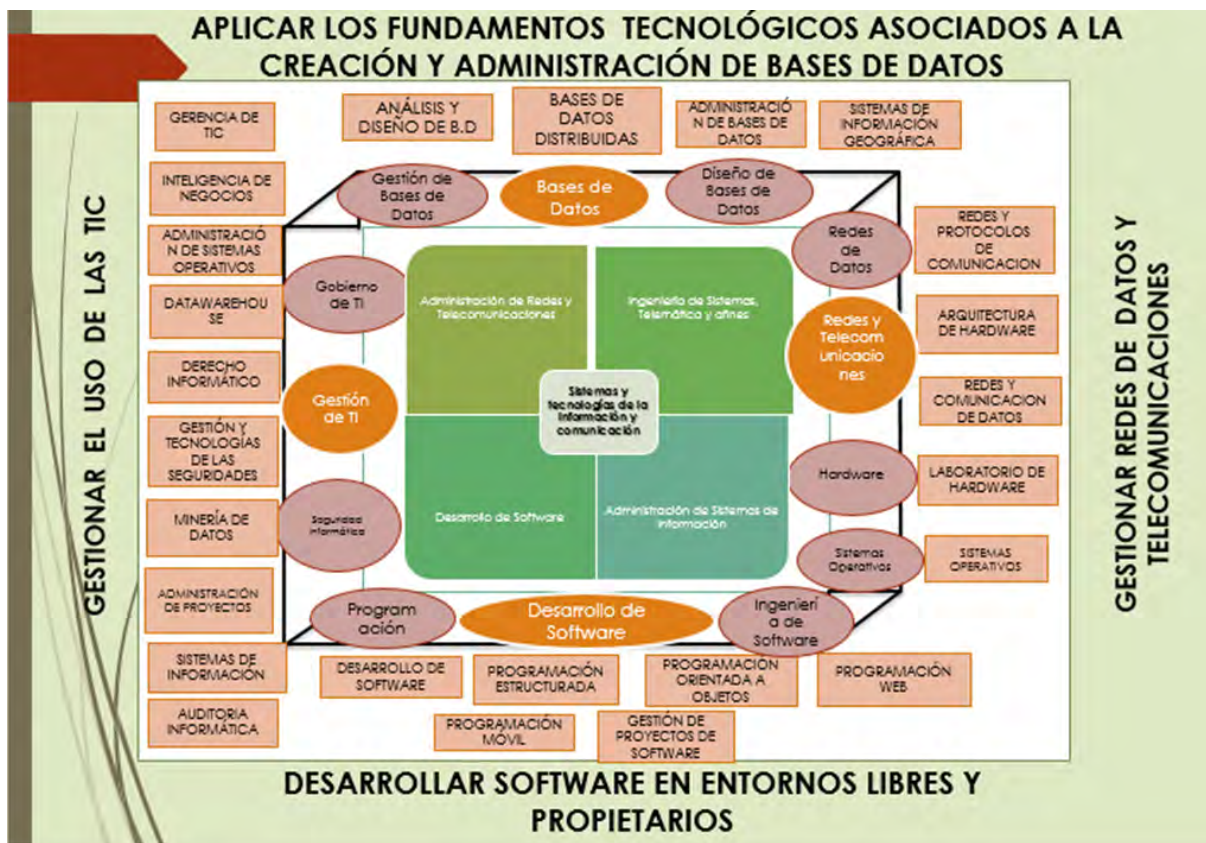 APLICAR LOS FUNDAMENTOS TECNOLÓGICOS ASOCIADOS A LA
CREACIÓN Y ADMINISTRACIÓN DE BASES DE DATOS
GESTIONAR EL USO DE LAS TIC
GERENCIA DE
TIC
INTELIGENCIA DE
NEGOCIOS
ADMINISTRACIÓ
N DE SISTEMAS
OPERATIVOS
DATAWAREHOU
SE
DERECHO
INFORMÁTICO
GESTIÓN Y
TECNOLOGÍAS
DE LAS
SEGURIDADES
MINERÍA DE
DATOS
ADMINISTRACIÓN
DE PROYECTOS
SISTEMAS DE
INFORMACIÓN
AUDITORIA
INFORMÁTICA
ANÁLISIS Y
DISEÑO DE B.D
BASES DE
DATOS
DISTRIBUIDAS
ADMINISTRACIÓ
N DE BASES DE
DATOS
SISTEMAS DE
INFORMACIÓN
GEOGRÁFICA
Gestión de
Bases de
Datos
Bases de
Datos
Diseño de
Bases de
Datos
Redes
de
Datos
Gobierno
de TI
Gestión
de TI
Seguridad
Informática
Redes y
Telecom
unicacio
nes
Hardware
Sistemas
Operativos
Administración de Redes y
Telecomunicaciones
Ingeniería de Sistemas,
Telemática y afines
Sistemas y
tecnologías de la
información y
comunicación
Desarrollo de Software
Administración de Sistemas de
Información
Program
ación
Desarrollo de
Software
Ingenierí
a de
Software
REDES Y
PROTOCOLOS
DE
COMUNICACION
ARQUITECTURA
DE HARDWARE
REDES Y
COMUNICACION
DE DATOS
LABORATORIO DE
HARDWARE
SISTEMAS
OPERATIVOS
DESARROLLO DE
SOFTWARE
PROGRAMACIÓN
ESTRUCTURADA
PROGRAMACIÓN
ORIENTADA A
OBJETOS
PROGRAMACIÓN
WEB
PROGRAMACIÓN
MÓVIL
GESTIÓN DE
PROYECTOS DE
SOFTWARE
GESTIONAR REDES DE DATOS Y
TELECOMUNICACIONES
DESARROLLAR SOFTWARE EN ENTORNOS LIBRES Y
PROPIETARIOS